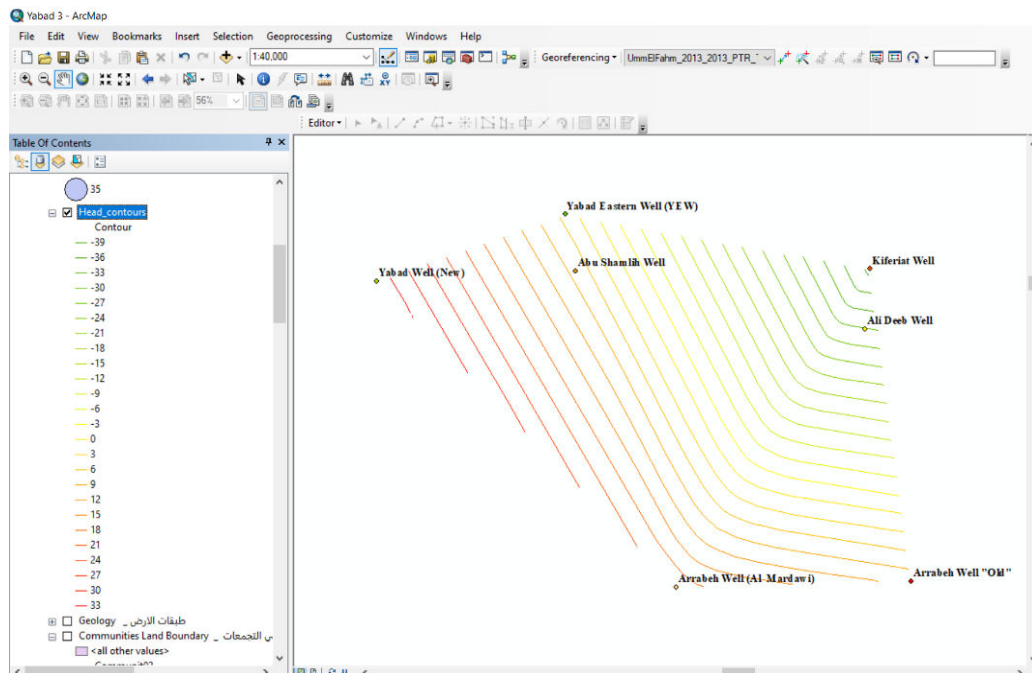 Yabad 3 - ArcMap
File Edit View Bookmarks Insert Selection Geoprocessing Customize Windows Help
1:40,000
Georeferencing
UmmElFahm_2013_2013_PTR_
56%
Editor
Table Of Contents
35
Head_contours
Contour
-39
-36
-33
-30
-27
-24
-21
-18
-15
-12
-9
-6
-3
0
3
6
9
12
15
18
21
24
27
30
33
Geology _ طبقات الارض
Communities Land Boundary _ ي التجمعات
<all other values>
Yabad Eastern Well (YEW)
Abu Shamlih Well
Yabad Well (New)
Kiferiat Well
Ali Deeb Well
Arrabeh Well (Al-Mardawi)
Arrabeh Well "Old"